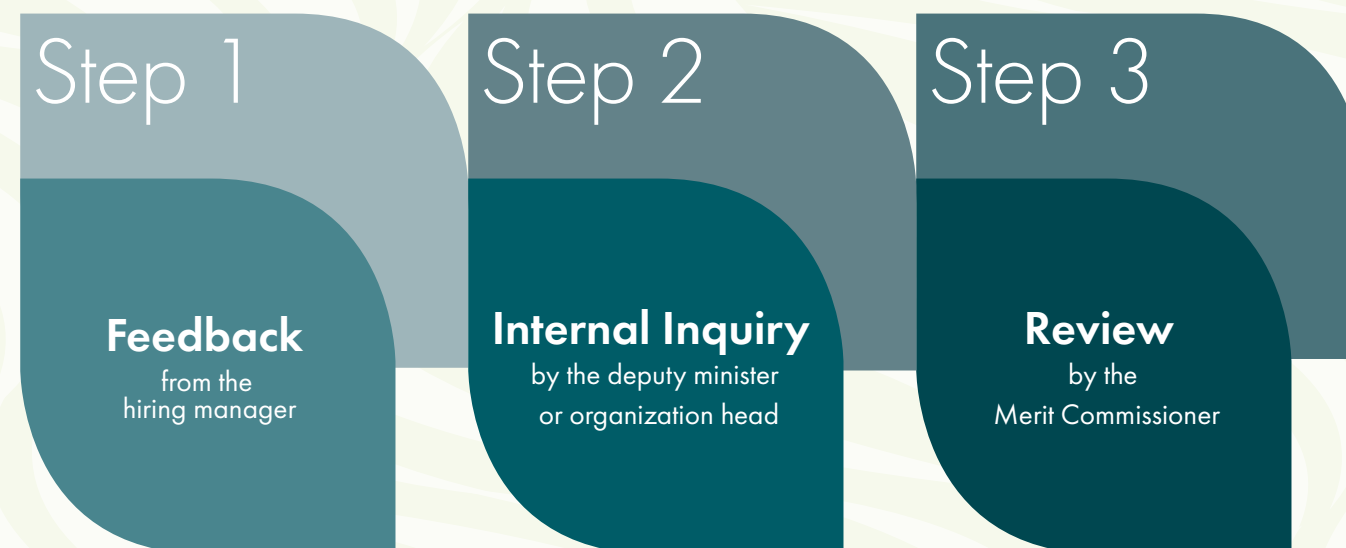 Step 1
Feedback
from the
hiring manager
Step 2
Internal Inquiry
by the deputy minister
or organization head
Step 3
Review
by the
Merit Commissioner